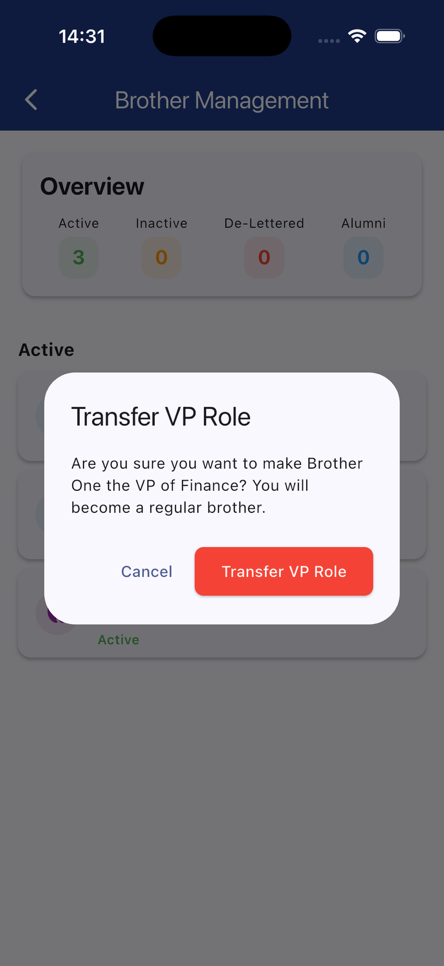 14:31
Brother Management
Overview
Active Inactive De-Lettered Alumni
3 0 0 0
Active
Transfer VP Role
Are you sure you want to make Brother
One the VP of Finance? You will
become a regular brother.
Cancel Transfer VP Role
Active